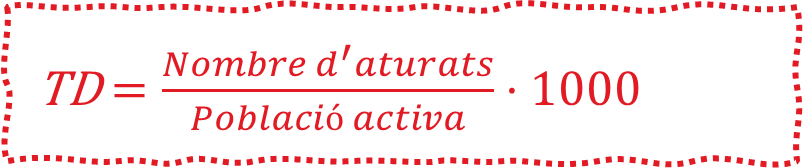 TD = Nombre d'aturats / Població activa · 1000